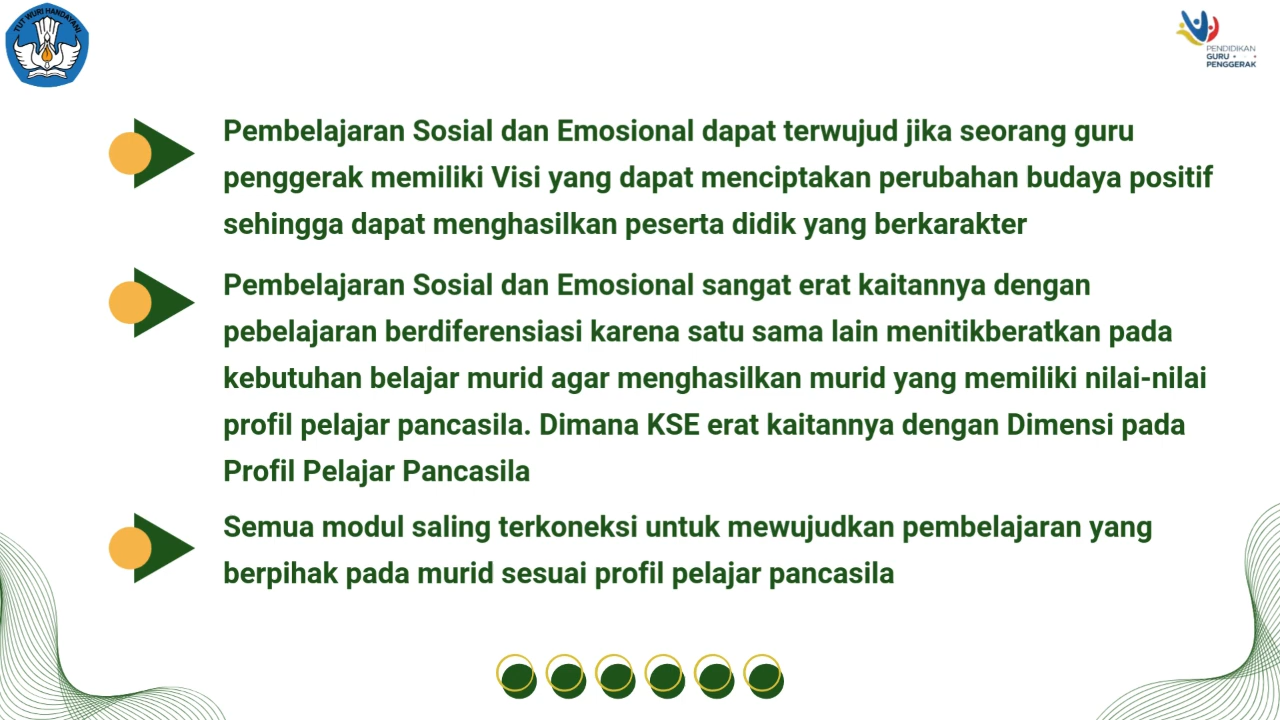 TUT WURI HANDAYANI
PENDIDIKAN
GURU
PENGGERAK
Pembelajaran Sosial dan Emosional dapat terwujud jika seorang guru
penggerak memiliki Visi yang dapat menciptakan perubahan budaya positif
sehingga dapat menghasilkan peserta didik yang berkarakter
Pembelajaran Sosial dan Emosional sangat erat kaitannya dengan
pebelajaran berdiferensiasi karena satu sama lain menitikberatkan pada
kebutuhan belajar murid agar menghasilkan murid yang memiliki nilai-nilai
profil pelajar pancasila. Dimana KSE erat kaitannya dengan Dimensi pada
Profil Pelajar Pancasila
Semua modul saling terkoneksi untuk mewujudkan pembelajaran yang
berpihak pada murid sesuai profil pelajar pancasila